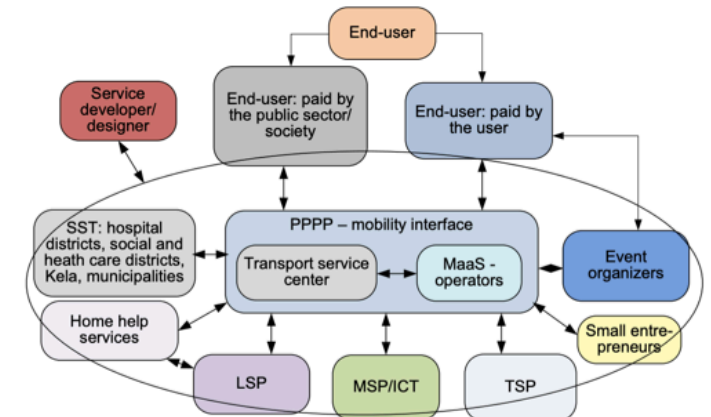 End-user
Service
developer/
designer
End-user: paid by
the public sector/
society
End-user: paid by
the user
SST: hospital
districts, social and
heath care districts,
Kela, municipalities
PPPP – mobility interface
Transport service
center
MaaS -
operators
Event
organizers
Home help
services
Small entre-
preneurs
LSP
MSP/ICT
TSP